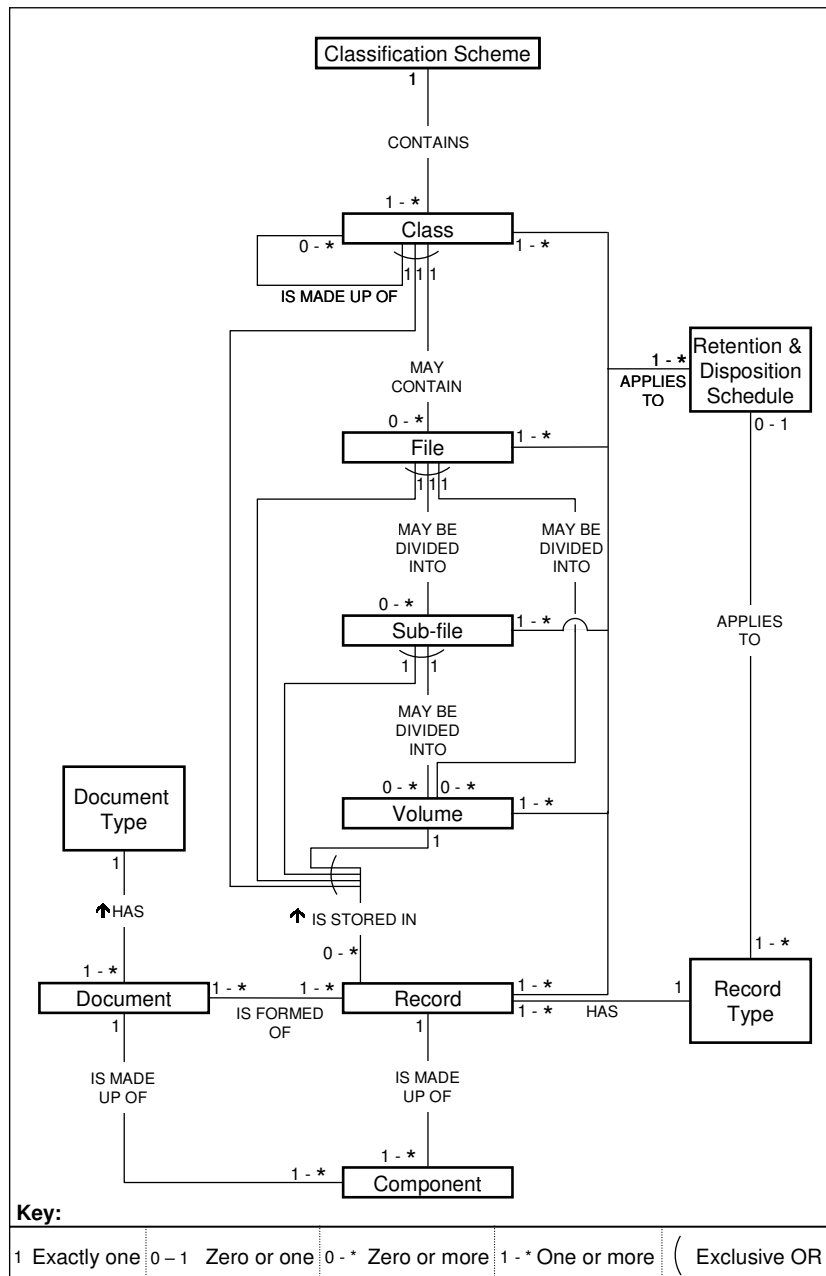 Classification Scheme
1
CONTAINS
1 - *
Class
0 - *
1 - *
1 1 1
IS MADE UP OF
MAY
CONTAIN
1 - *
APPLIES
TO
Retention &
Disposition
Schedule
0 - 1
0 - *
File
1 - *
1 1 1
MAY BE
DIVIDED
INTO
MAY BE
DIVIDED
INTO
0 - *
Sub-file
1 - *
1 1
APPLIES
TO
MAY BE
DIVIDED
INTO
0 - *
0 - *
Volume
1 - *
1
Document
Type
1
HAS
IS STORED IN
0 - *
1 - *
Document
1 - *
1 - *
IS FORMED
OF
Record
1 - *
1 - *
HAS
1
1 - *
Record
Type
1
1
IS MADE
UP OF
IS MADE
UP OF
1 - *
1 - *
Component
Key:
1 Exactly one
0 – 1 Zero or one
0 - * Zero or more
1 - * One or more
( Exclusive OR